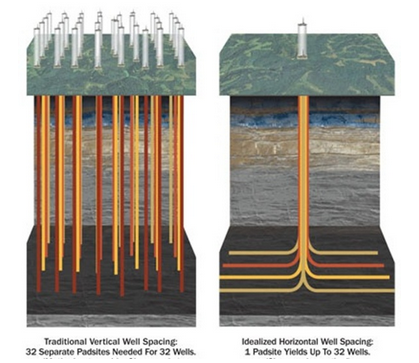 Traditional Vertical Well Spacing:
32 Separate Padsites Needed For 32 Wells.
Idealized Horizontal Well Spacing:
1 Padsite Yields Up To 32 Wells.